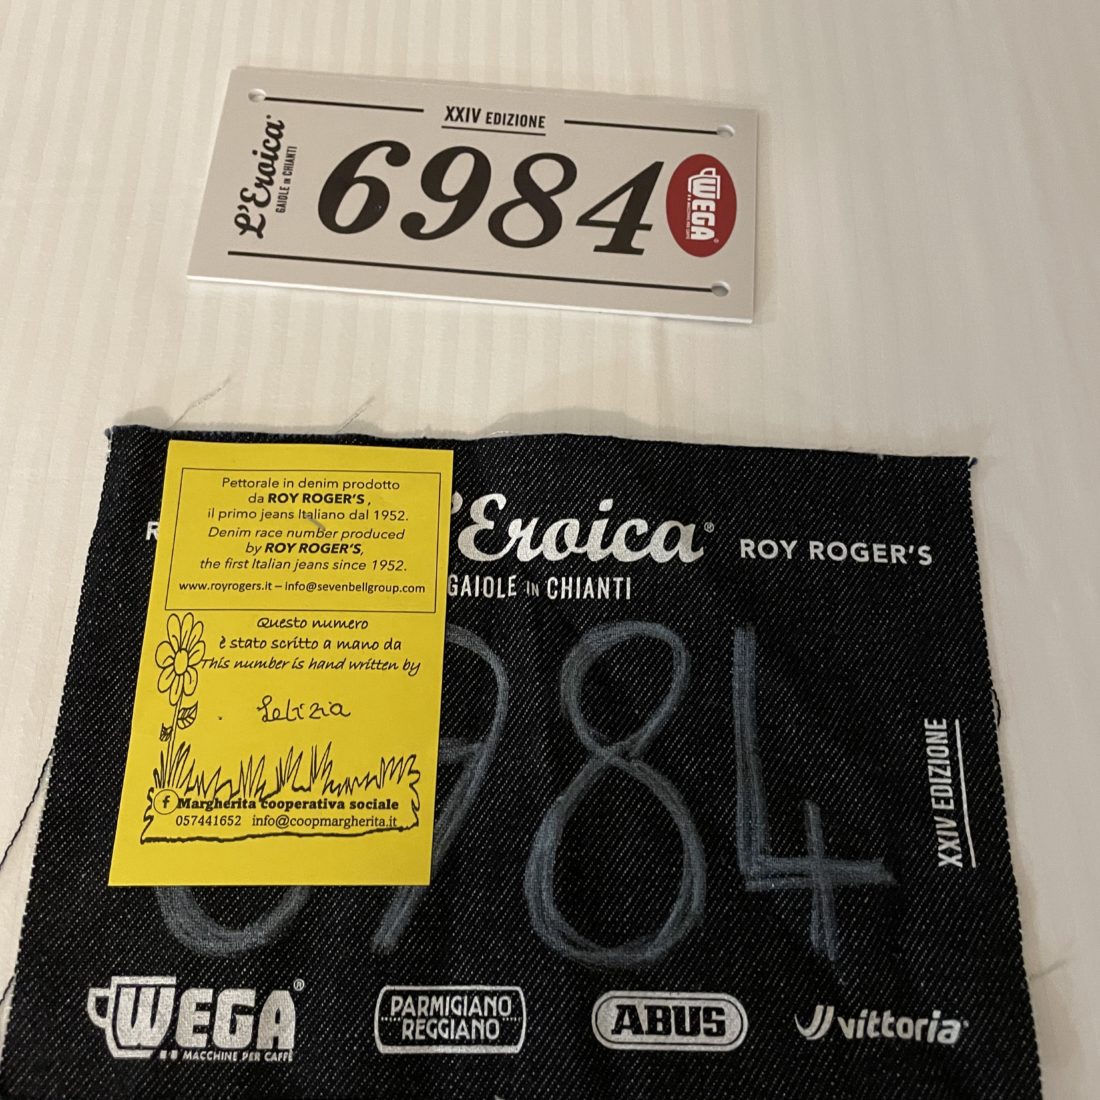 XXIV EDIZIONE
L'Eroica
GAIOLE IN CHIANTI
6984
WEGA
Pettorale in denim prodotto
da ROY ROGER'S,
il primo jeans Italiano dal 1952.
Denim race number produced
by ROY ROGER'S,
the first Italian jeans since 1952.
www.royrogers.it – info@sevenbellgroup.com
Questo numero
è stato scritto a mano da
This number is hand written by
Letizia
f Margherita cooperativa sociale
057441652 info@coopmargherita.it
R
'Eroica®
ROY ROGER'S
GAIOLE IN CHIANTI
6984
XXIV EDIZIONE
WEGA®
MACCHINE PER CAFFÈ
PARMIGIANO
REGGIANO
ABUS
vittoria®